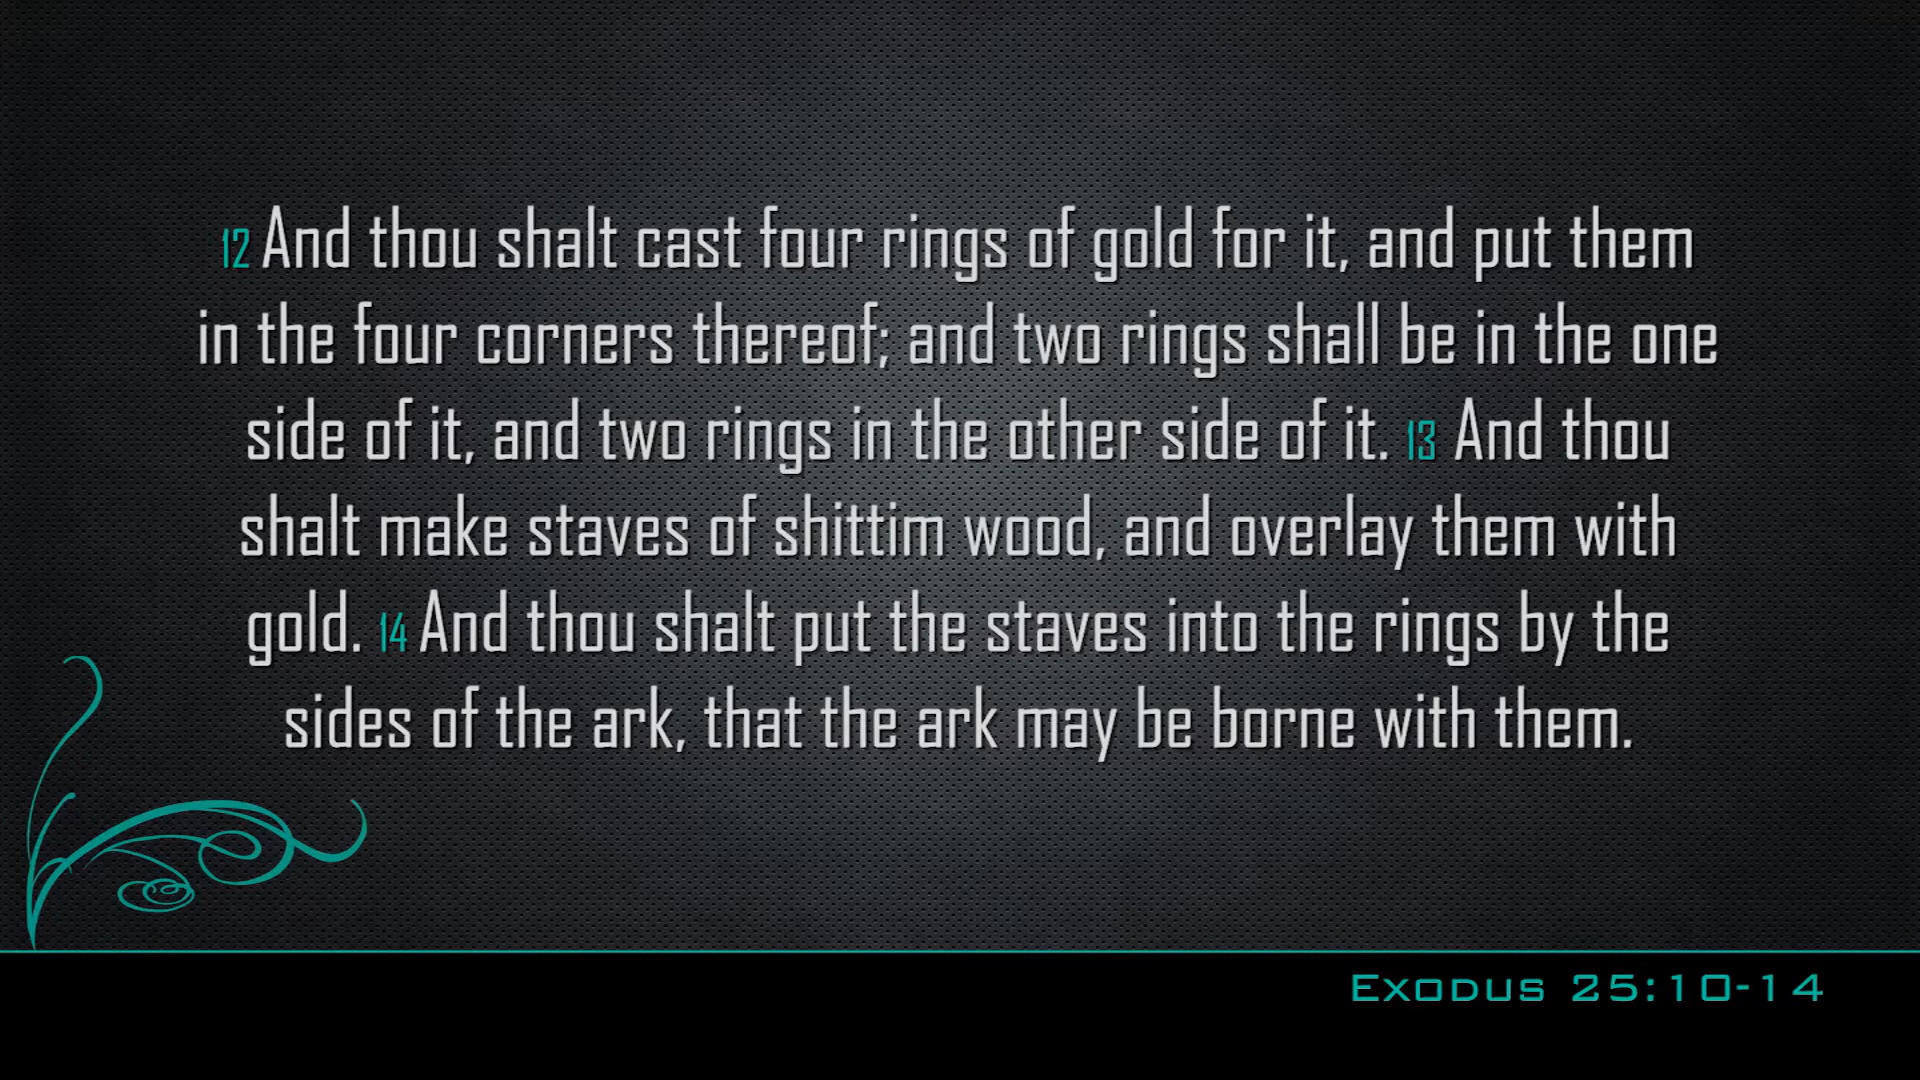 12 And thou shalt cast four rings of gold for it, and put them
in the four corners thereof; and two rings shall be in the one
side of it, and two rings in the other side of it. 13 And thou
shalt make staves of shittim wood, and overlay them with
gold. 14 And thou shalt put the staves into the rings by the
sides of the ark, that the ark may be borne with them.
Exodus 25:10-14